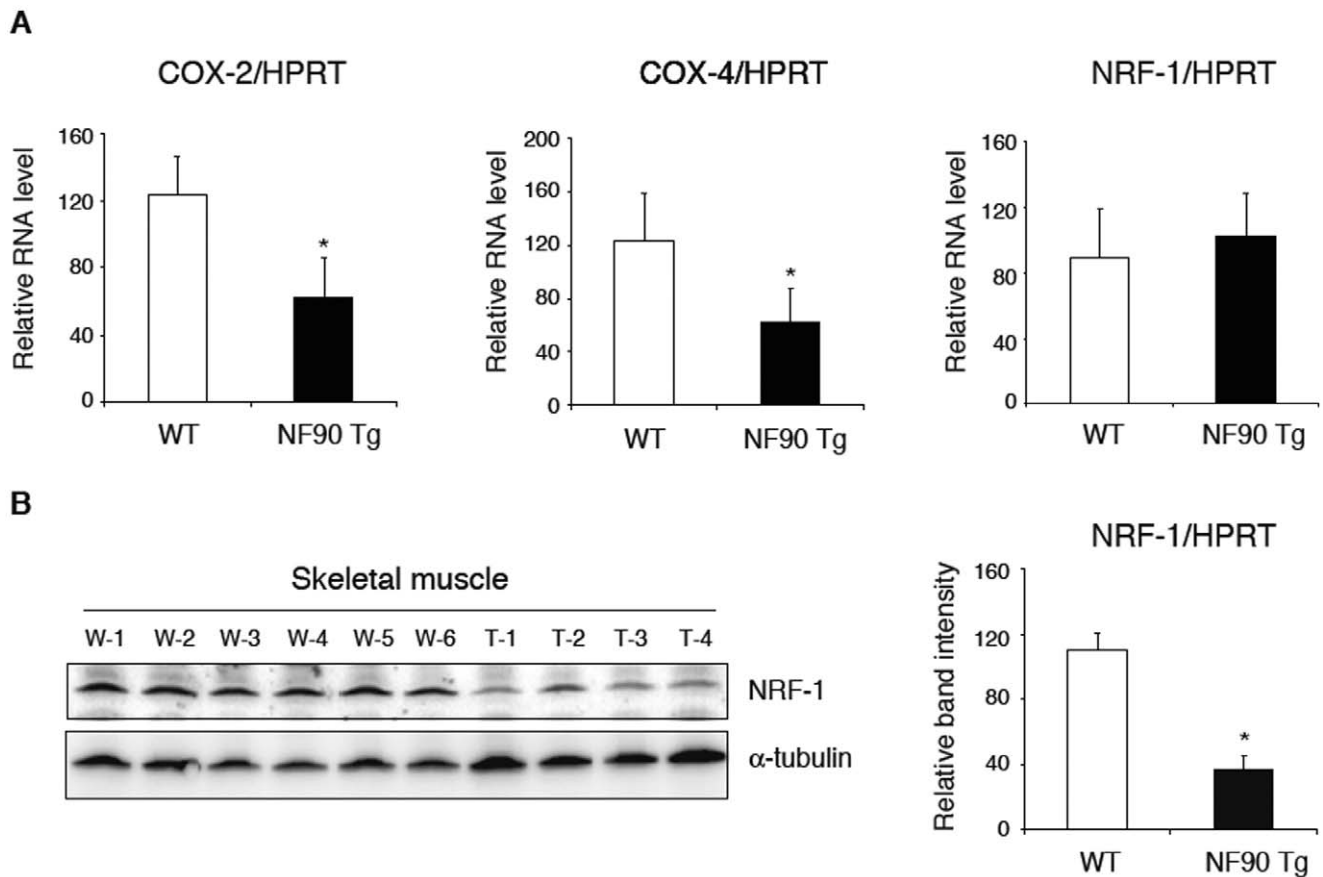 A
COX-2/HPRT
160
120
80
40
0
Relative RNA level
*
WT NF90 Tg
COX-4/HPRT
200
160
120
80
40
0
Relative RNA level
*
WT NF90 Tg
NRF-1/HPRT
160
120
80
40
0
Relative RNA level
WT NF90 Tg
B
Skeletal muscle
W-1 W-2 W-3 W-4 W-5 W-6 T-1 T-2 T-3 T-4
NRF-1
α-tubulin
NRF-1/HPRT
160
120
80
40
0
Relative band intensity
*
WT NF90 Tg